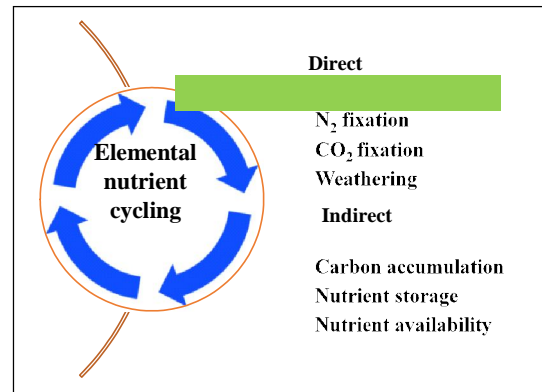 Direct
Elemental
nutrient
cycling
N₂ fixation
CO₂ fixation
Weathering
Indirect
Carbon accumulation
Nutrient storage
Nutrient availability